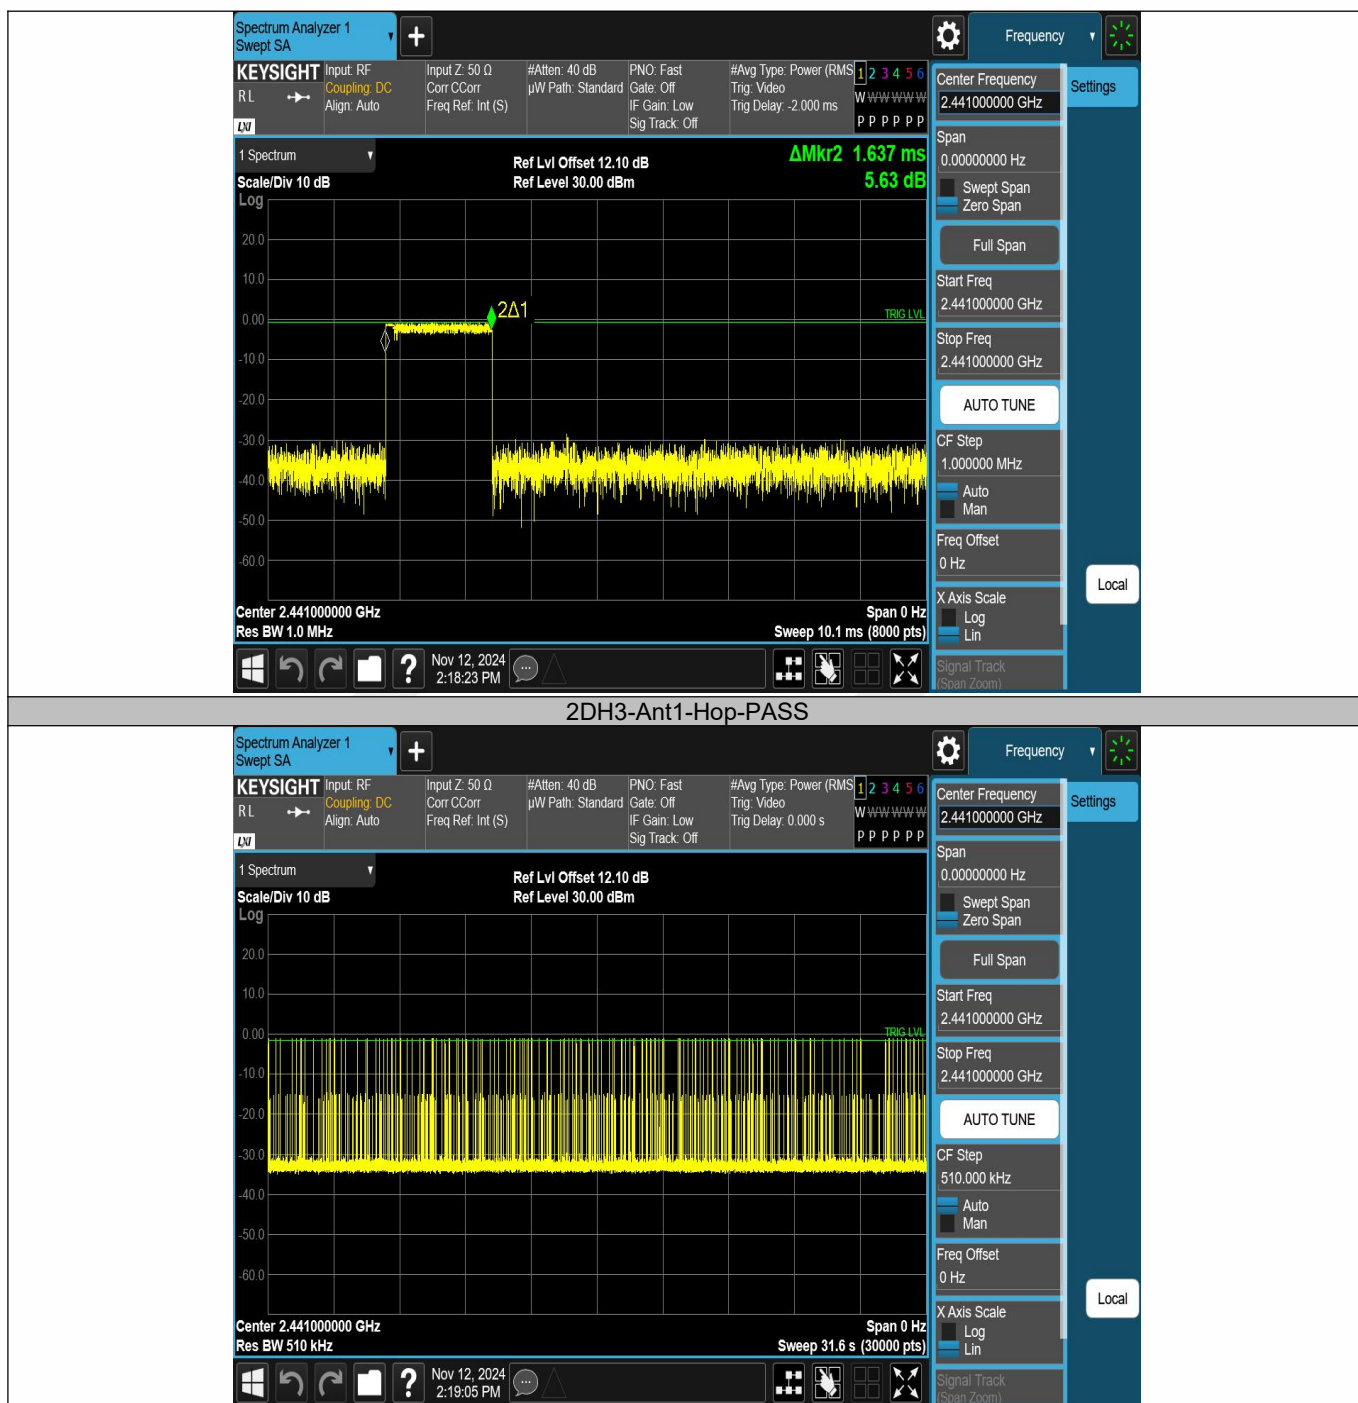 Spectrum Analyzer 1
Swept SA
+
Frequency
KEYSIGHT
RL
LXI
Input: RF
Coupling: DC
Align: Auto
Input Z: 50 Ω
Corr CCorr
Freq Ref: Int (S)
#Atten: 40 dB
µW Path: Standard
PNO: Fast
Gate: Off
IF Gain: Low
Sig Track: Off
#Avg Type: Power (RMS
Trig: Video
Trig Delay: -2.000 ms
1 2 3 4 5 6
W W W W W W
P P P P P P
1 Spectrum
Scale/Div 10 dB
Log
Ref Lvl Offset 12.10 dB
Ref Level 30.00 dBm
ΔMkr2 1.637 ms
5.63 dB
20.0
10.0
0.00
-10.0
-20.0
-30.0
-40.0
-50.0
-60.0
2Δ1
TRIG LVL
Center 2.441000000 GHz
Res BW 1.0 MHz
Span 0 Hz
Sweep 10.1 ms (8000 pts)
?
Nov 12, 2024
2:18:23 PM
Center Frequency
2.441000000 GHz
Span
0.00000000 Hz
Swept Span
Zero Span
Full Span
Start Freq
2.441000000 GHz
Stop Freq
2.441000000 GHz
AUTO TUNE
CF Step
1.000000 MHz
Auto
Man
Freq Offset
0 Hz
X Axis Scale
Log
Lin
Signal Track
(Span Zoom)
Settings
Local
2DH3-Ant1-Hop-PASS
Spectrum Analyzer 1
Swept SA
+
Frequency
KEYSIGHT
RL
LXI
Input: RF
Coupling: DC
Align: Auto
Input Z: 50 Ω
Corr CCorr
Freq Ref: Int (S)
#Atten: 40 dB
µW Path: Standard
PNO: Fast
Gate: Off
IF Gain: Low
Sig Track: Off
#Avg Type: Power (RMS
Trig: Video
Trig Delay: 0.000 s
1 2 3 4 5 6
W W W W W W
P P P P P P
1 Spectrum
Scale/Div 10 dB
Log
Ref Lvl Offset 12.10 dB
Ref Level 30.00 dBm
20.0
10.0
0.00
-10.0
-20.0
-30.0
-40.0
-50.0
-60.0
TRIG LVL
Center 2.441000000 GHz
Res BW 510 kHz
Span 0 Hz
Sweep 31.6 s (30000 pts)
?
Nov 12, 2024
2:19:05 PM
Center Frequency
2.441000000 GHz
Span
0.00000000 Hz
Swept Span
Zero Span
Full Span
Start Freq
2.441000000 GHz
Stop Freq
2.441000000 GHz
AUTO TUNE
CF Step
510.000 kHz
Auto
Man
Freq Offset
0 Hz
X Axis Scale
Log
Lin
Signal Track
(Span Zoom)
Settings
Local